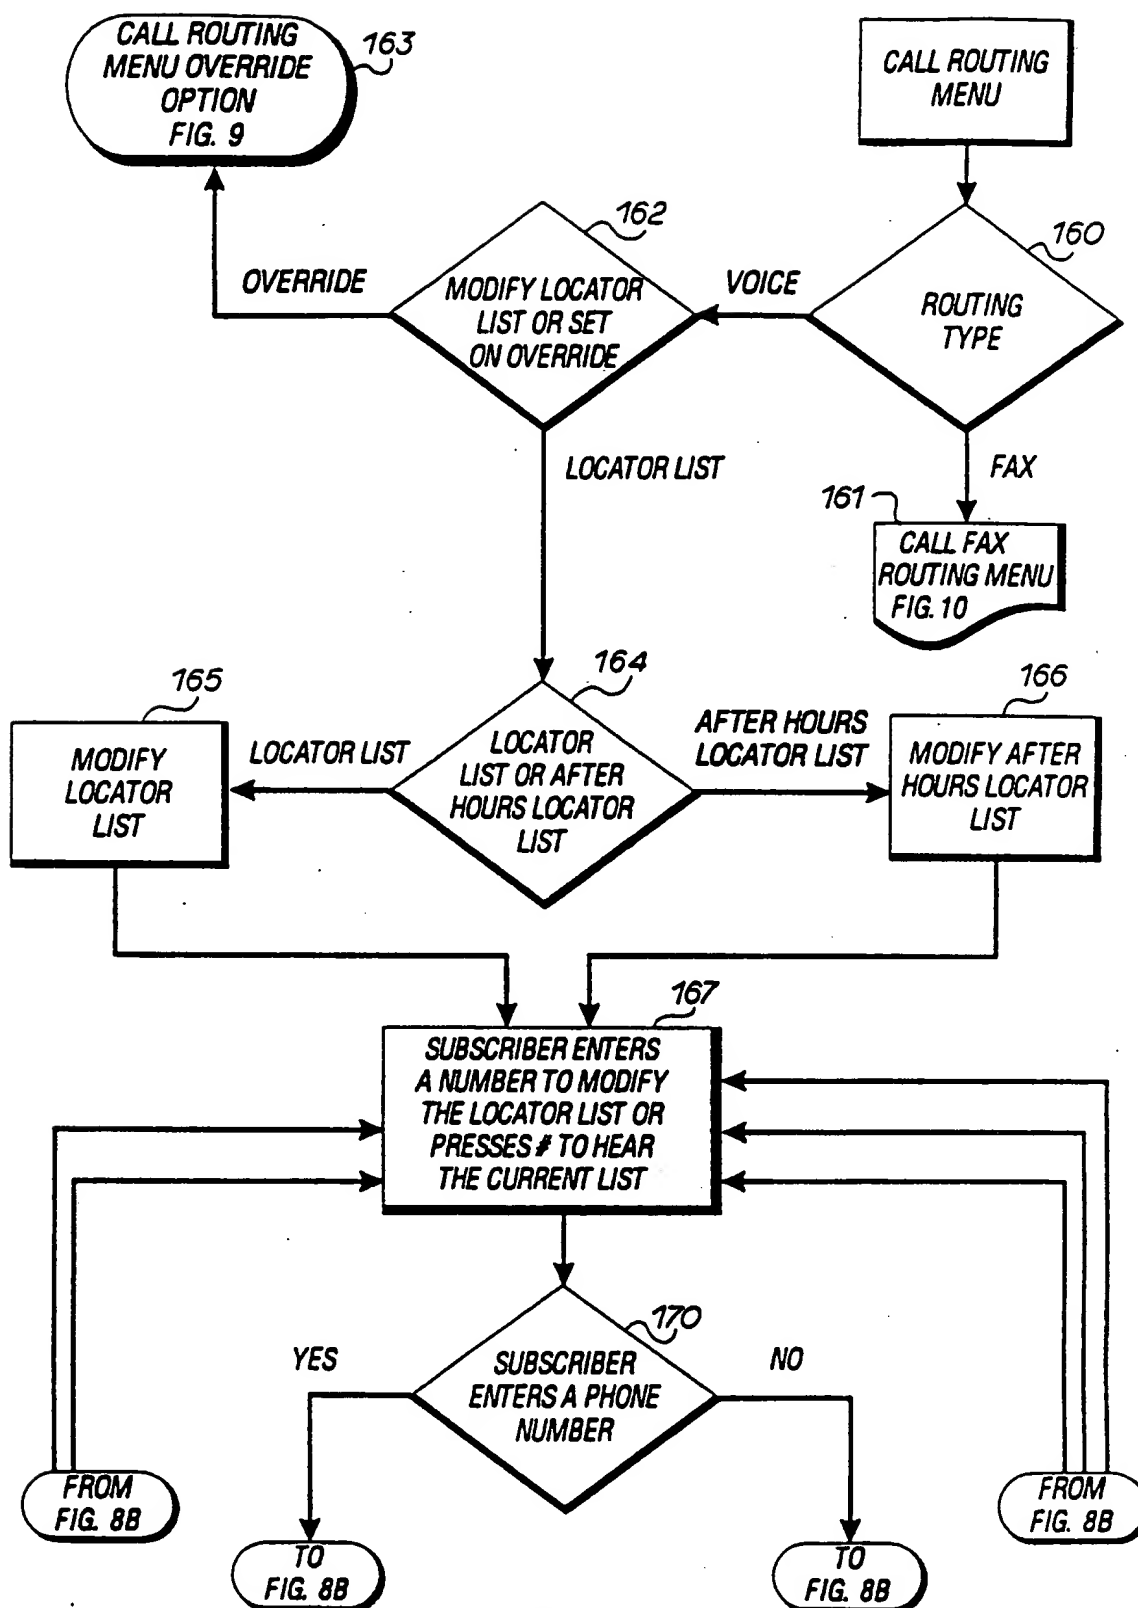 CALL ROUTING
MENU OVERRIDE
OPTION
FIG. 9
163
CALL ROUTING
MENU
162
160
OVERRIDE
MODIFY LOCATOR
LIST OR SET
ON OVERRIDE
VOICE
ROUTING
TYPE
LOCATOR LIST
FAX
161
CALL FAX
ROUTING MENU
FIG. 10
165
164
166
MODIFY
LOCATOR
LIST
LOCATOR LIST
LOCATOR
LIST OR AFTER
HOURS LOCATOR
LIST
AFTER HOURS
LOCATOR LIST
MODIFY AFTER
HOURS LOCATOR
LIST
167
SUBSCRIBER ENTERS
A NUMBER TO MODIFY
THE LOCATOR LIST OR
PRESSES # TO HEAR
THE CURRENT LIST
170
YES
SUBSCRIBER
ENTERS A PHONE
NUMBER
NO
FROM
FIG. 8B
FROM
FIG. 8B
TO
FIG. 8B
TO
FIG. 8B